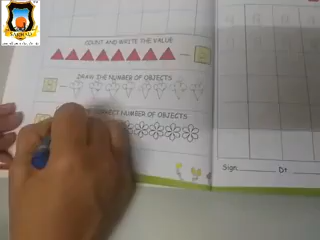 COUNT AND WRITE THE VALUE
DRAW THE NUMBER OF OBJECTS
CORRECT NUMBER OF OBJECTS
Sign. Dt.